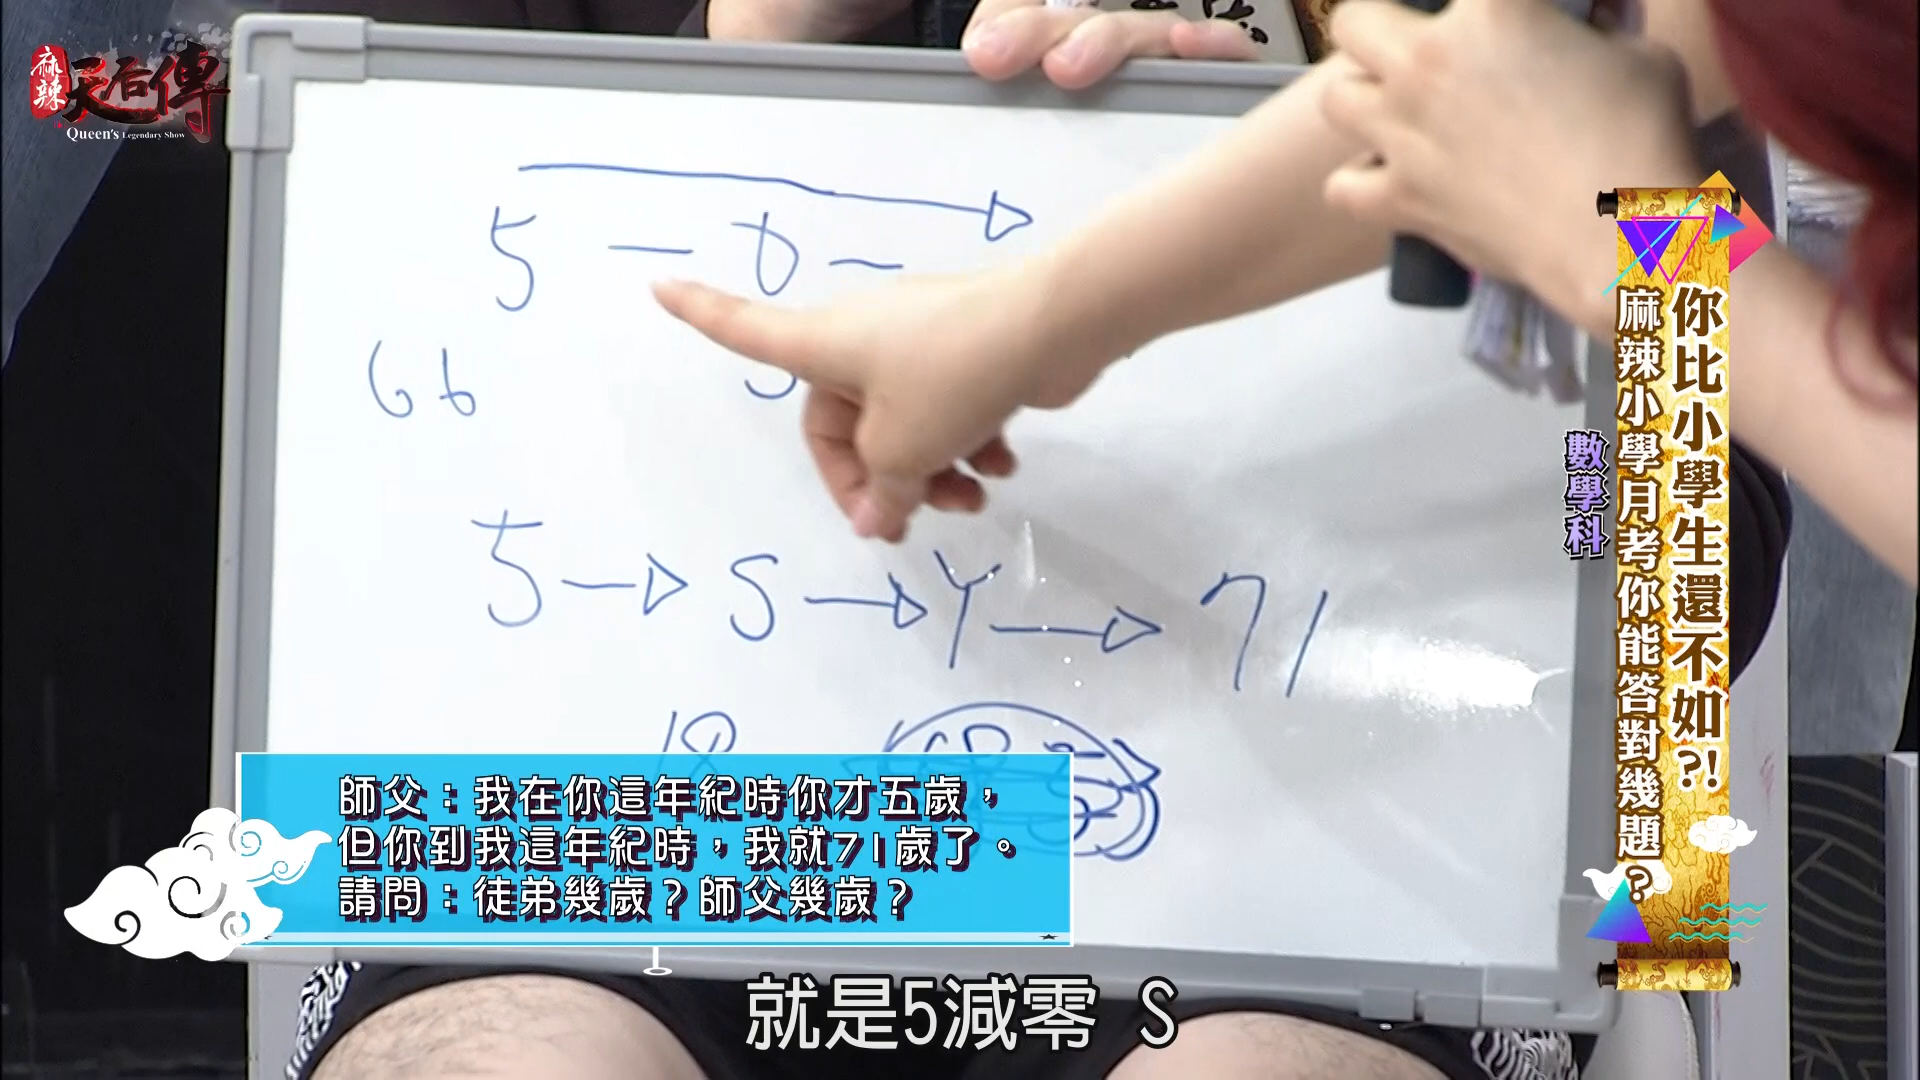 麻辣
天后傳
Queen's Legendary Show
5 — 0 —
66
5 → S → Y → 71
18
你比小學生還不如?!
麻辣小學月考你能答對幾題?
數學科
師父：我在你這年紀時你才五歲，
但你到我這年紀時，我就71歲了。
請問：徒弟幾歲？師父幾歲？
就是5減零 S